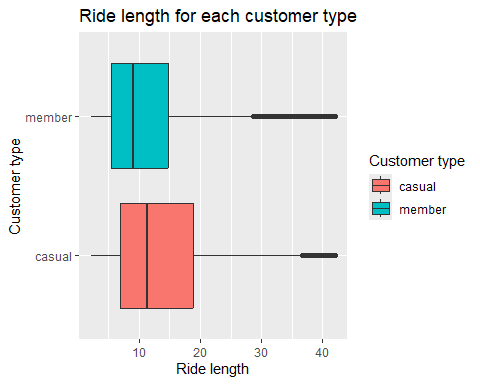 Ride length for each customer type
member
casual
Customer type
10 20 30 40
Ride length
Customer type
casual
member